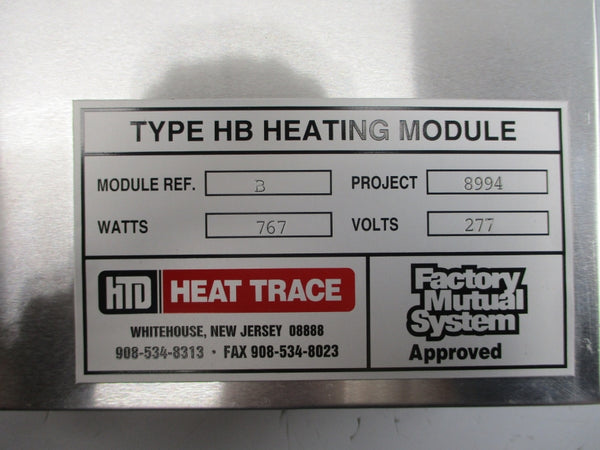 TYPE HB HEATING MODULE
MODULE REF. B PROJECT 8994
WATTS 767 VOLTS 277
HTD HEAT TRACE
WHITEHOUSE, NEW JERSEY 08888
908-534-8313 · FAX 908-534-8023
Factory
Mutual
System
Approved